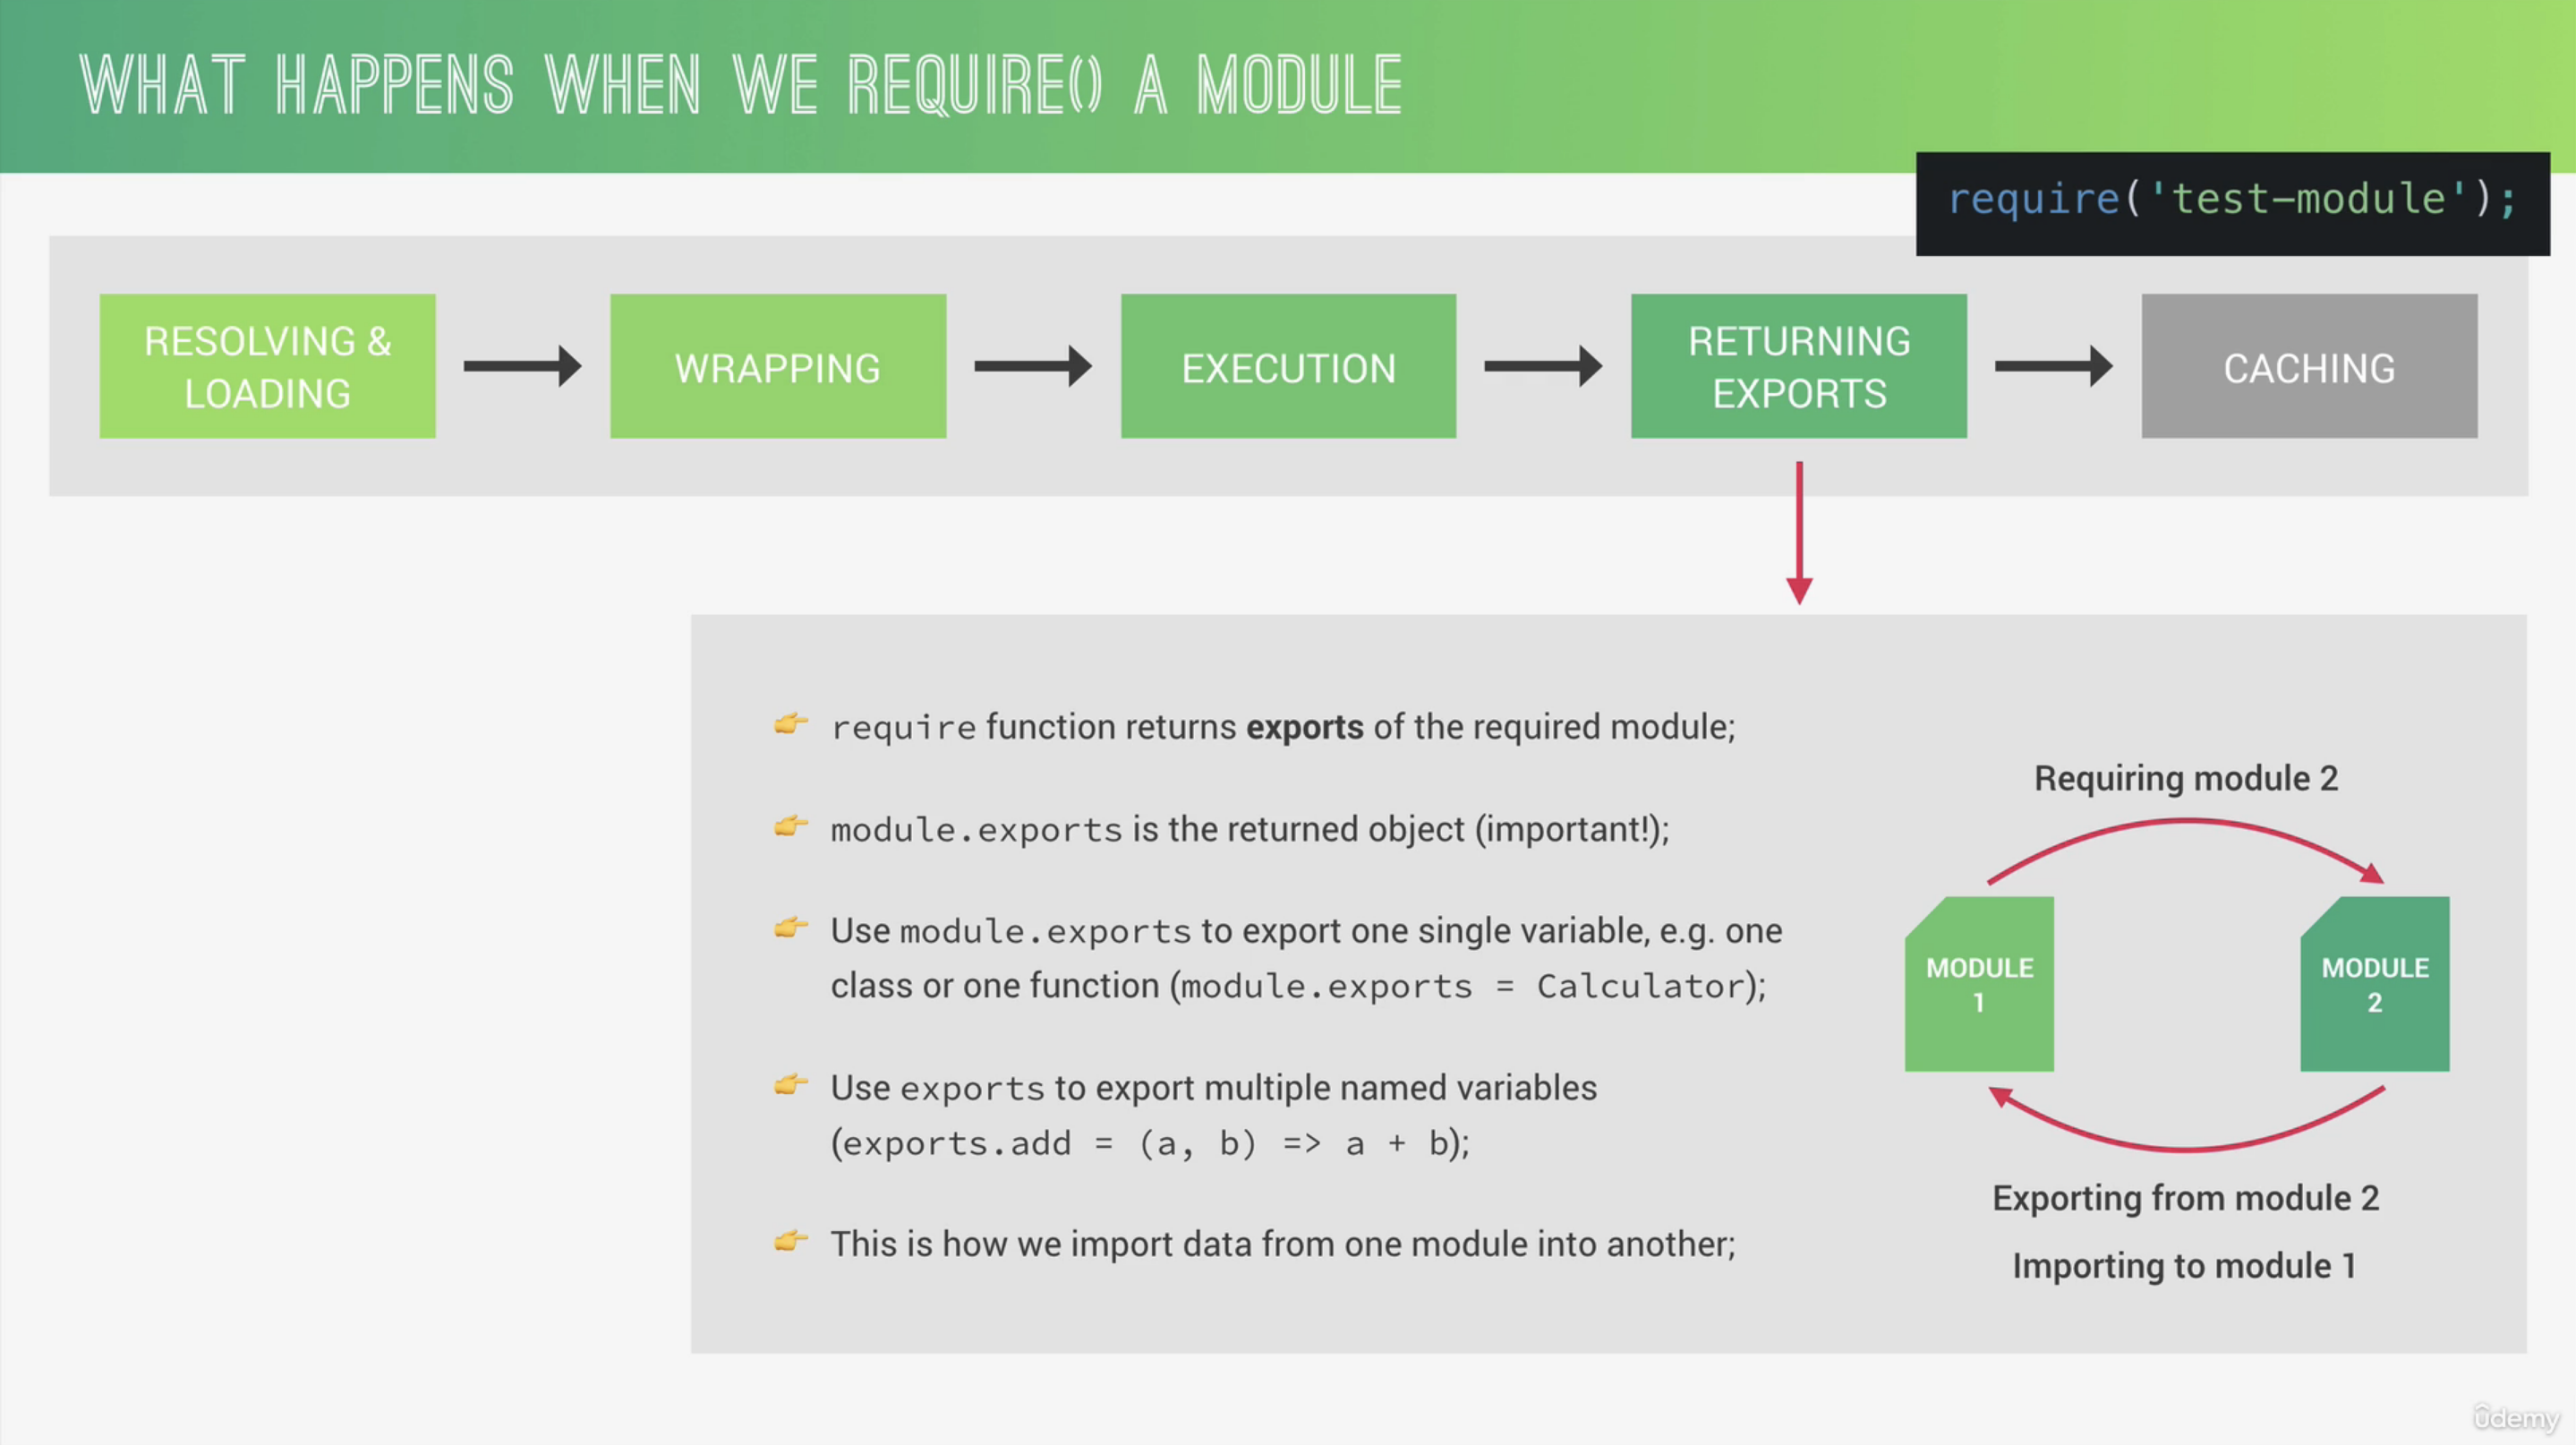 WHAT HAPPENS WHEN WE REQUIRE() A MODULE
require('test-module');
RESOLVING &
LOADING
WRAPPING
EXECUTION
RETURNING
EXPORTS
CACHING
require function returns exports of the required module;
module.exports is the returned object (important!);
Use module.exports to export one single variable, e.g. one
class or one function (module.exports = Calculator);
Use exports to export multiple named variables
(exports.add = (a, b) => a + b);
This is how we import data from one module into another;
Requiring module 2
MODULE
1
MODULE
2
Exporting from module 2
Importing to module 1
ûdemy